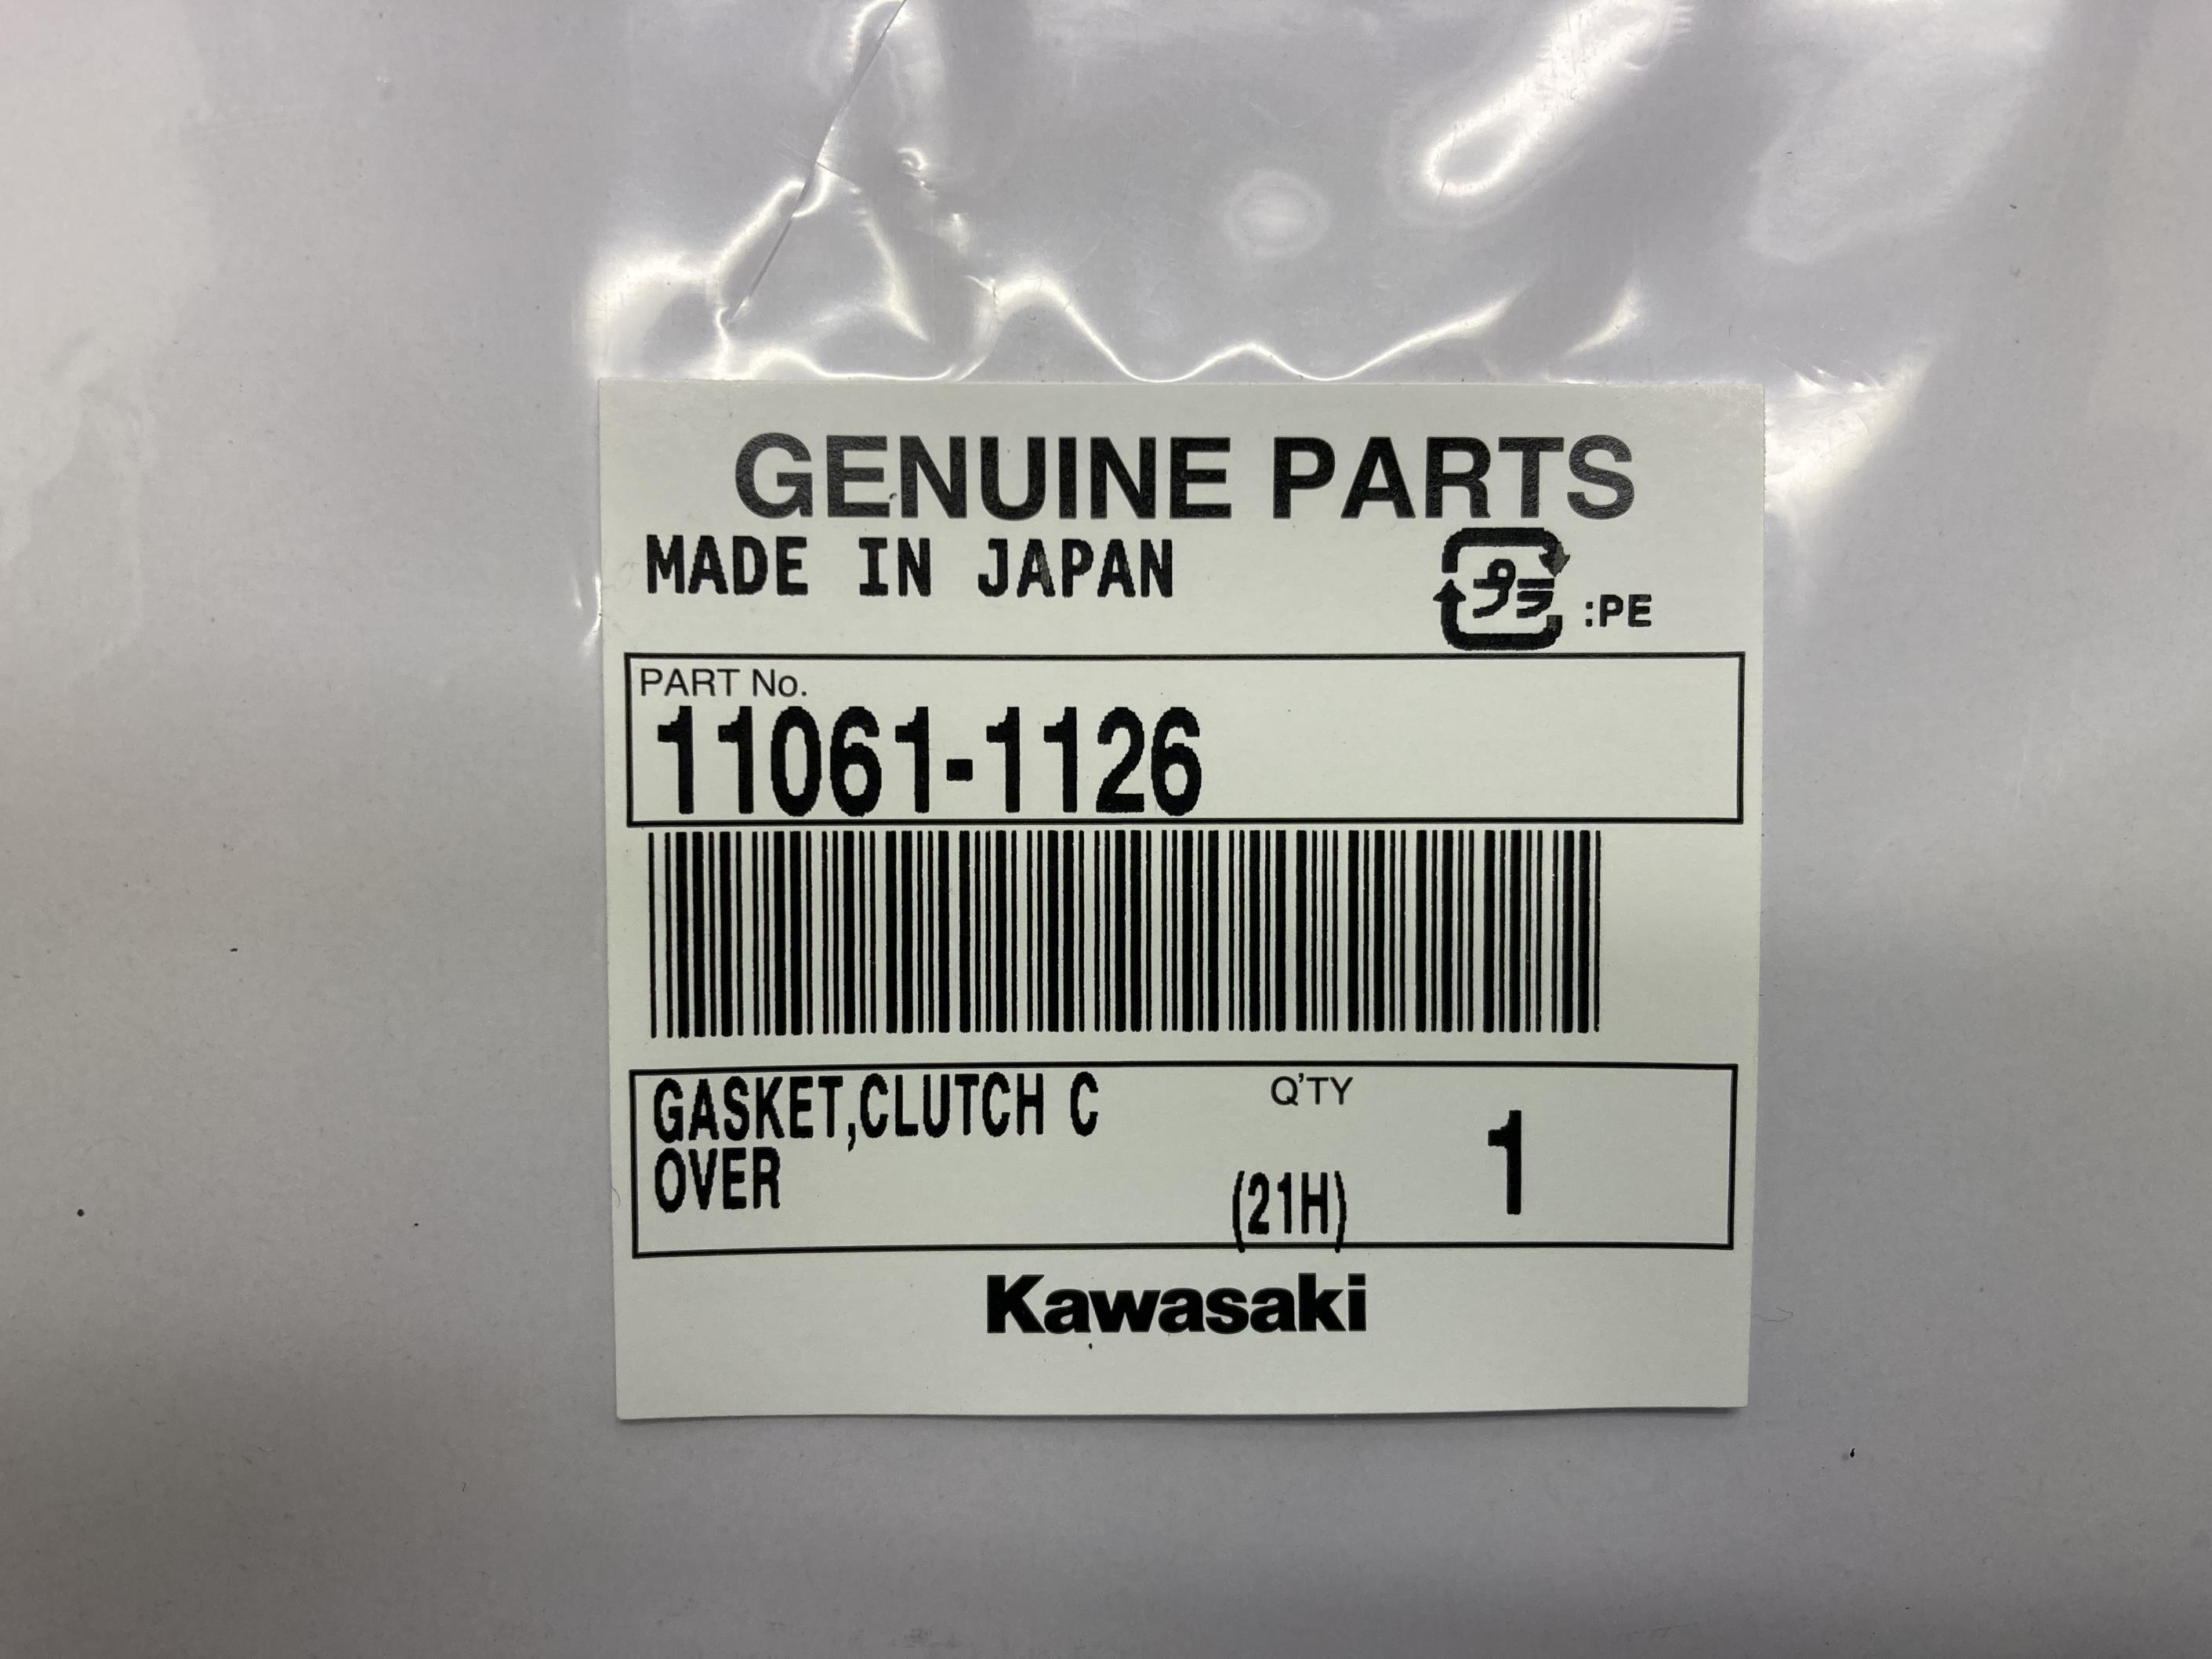 GENUINE PARTS
MADE IN JAPAN
プラ :PE
PART No.
11061-1126
GASKET,CLUTCH C
OVER
Q'TY
(21H)
1
Kawasaki